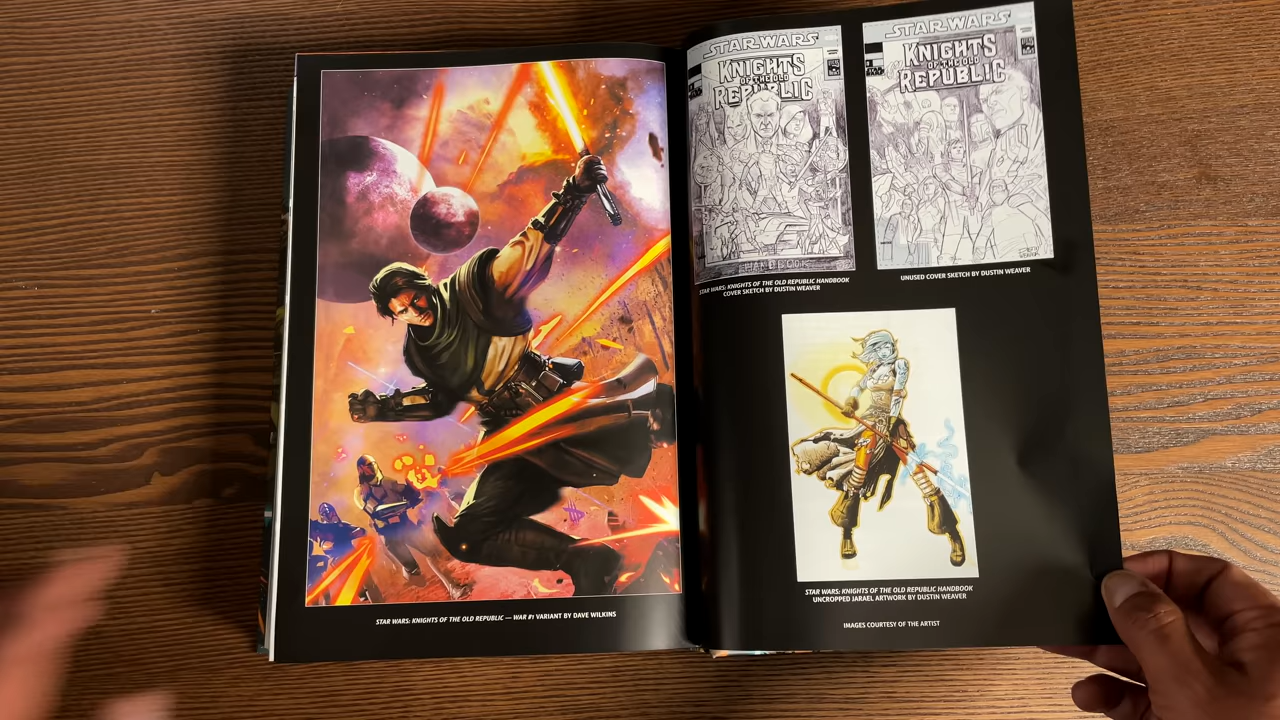 STAR WARS: KNIGHTS OF THE OLD REPUBLIC — WAR #1 VARIANT BY DAVE WILKINS
STAR WARS
KNIGHTS
OF THE OLD
REPUBLIC
HANDBOOK
STAR WARS: KNIGHTS OF THE OLD REPUBLIC HANDBOOK
COVER SKETCH BY DUSTIN WEAVER
STAR WARS
KNIGHTS
OF THE OLD
REPUBLIC
UNUSED COVER SKETCH BY DUSTIN WEAVER
STAR WARS: KNIGHTS OF THE OLD REPUBLIC HANDBOOK
UNCROPPED JARAEL ARTWORK BY DUSTIN WEAVER
IMAGES COURTESY OF THE ARTIST